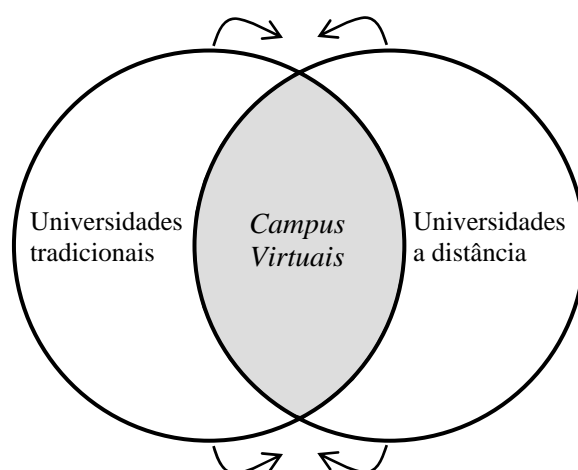 Universidades
tradicionais
Campus
Virtuais
Universidades
a distância